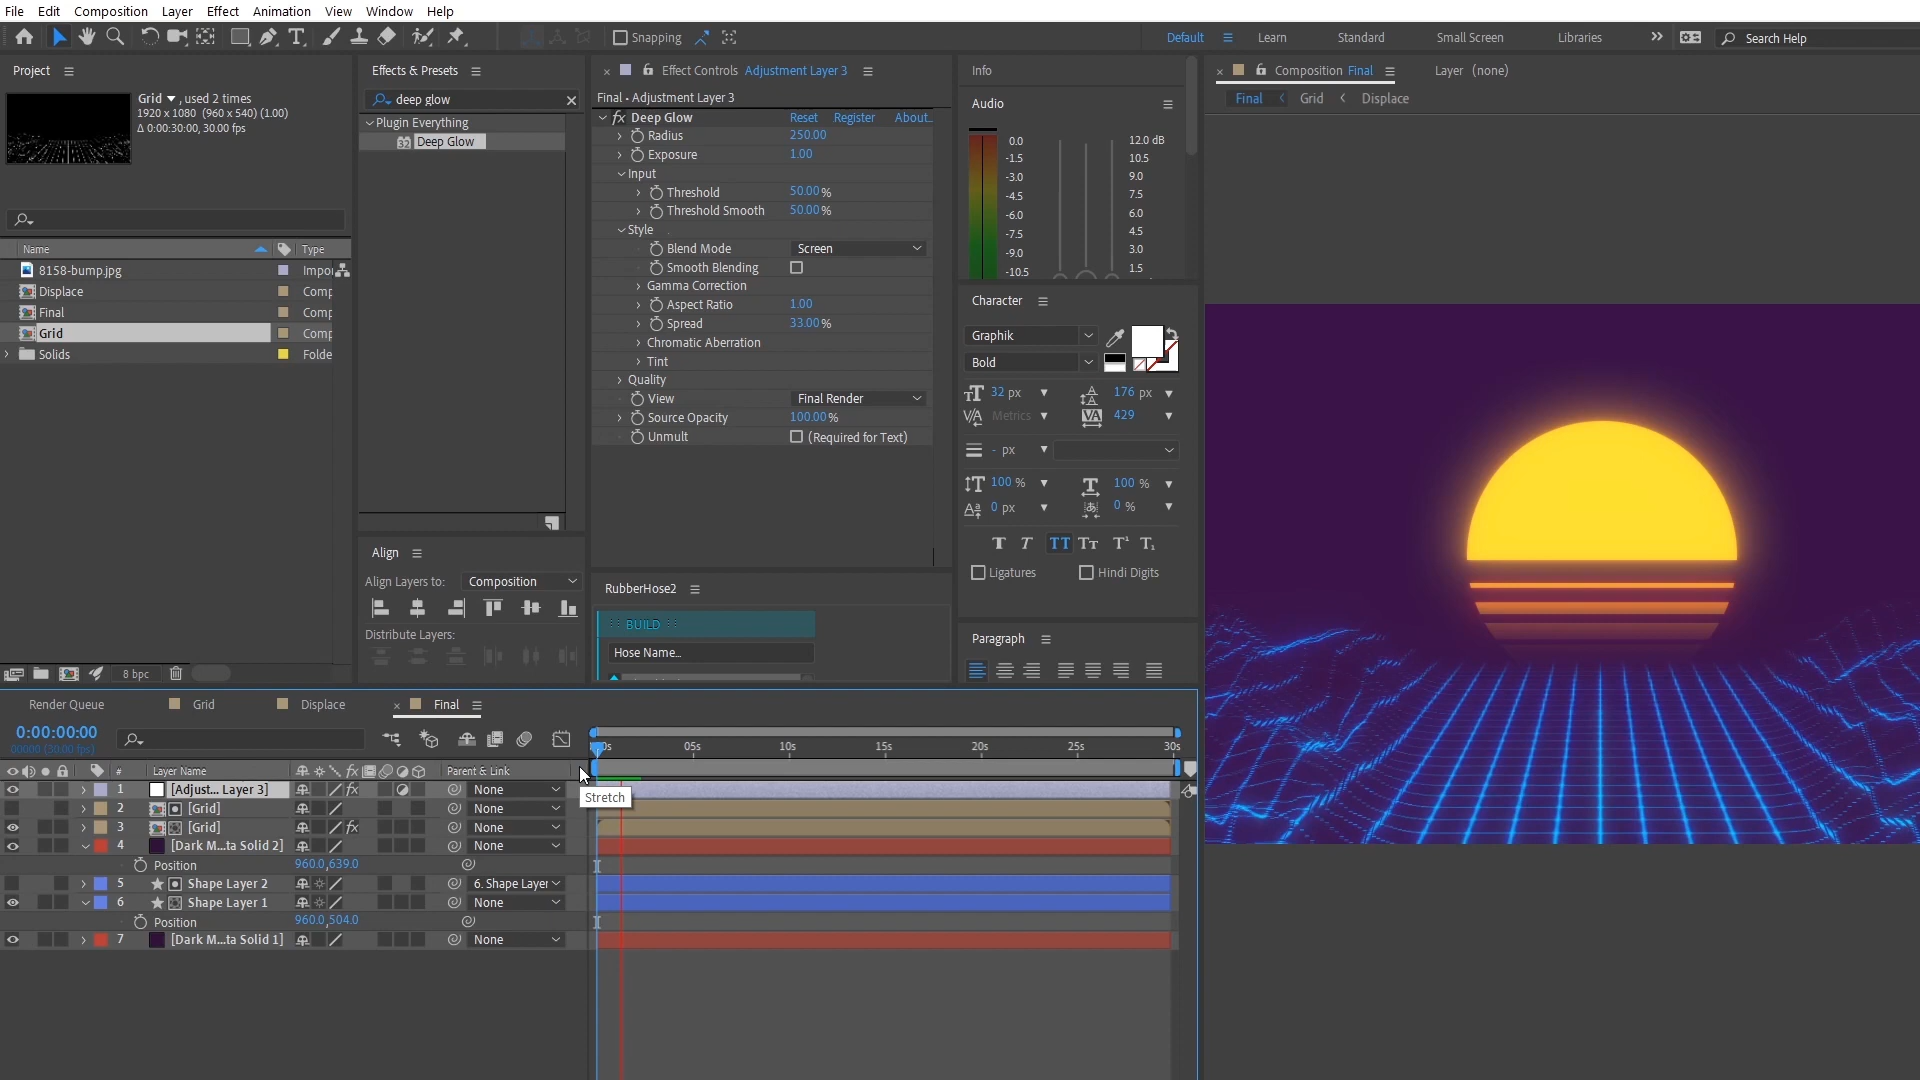 File Edit Composition Layer Effect Animation View Window Help
Snapping
Default Learn Standard Small Screen Libraries Search Help
Project
Grid , used 2 times
1920 x 1080 (960 x 540) (1.00)
Δ 0:00:30:00, 30.00 fps
Name Type
8158-bump.jpg
Displace Comp
Final Comp
Grid Comp
Solids Folde
8 bpc
Effects & Presets
deep glow
Plugin Everything
32 Deep Glow
Align
Align Layers to: Composition
Distribute Layers:
Effect Controls Adjustment Layer 3
Final • Adjustment Layer 3
fx Deep Glow Reset Register About..
Radius 250.00
Exposure 1.00
Input
Threshold 50.00 %
Threshold Smooth 50.00 %
Style
Blend Mode Screen
Smooth Blending
Gamma Correction
Aspect Ratio 1.00
Spread 33.00 %
Chromatic Aberration
Tint
Quality
View Final Render
Source Opacity 100.00 %
Unmult (Required for Text)
RubberHose2
BUILD
Hose Name...
Info
Audio
0.0 12.0 dB
-1.5 10.5
-3.0 9.0
-4.5 7.5
-6.0 6.0
-7.5 4.5
-9.0 3.0
-10.5 1.5
Character
Graphik
Bold
32 px 176 px
Metrics 429
- px
100 % 100 %
0 px 0 %
T T TT Tt T¹ T₁
Ligatures Hindi Digits
Paragraph
Composition Final Layer (none)
Final Grid Displace
Render Queue Grid Displace Final
0:00:00:00
00000 (30.00 fps)
05s 10s 15s 20s 25s 30s
# Layer Name fx Parent & Link
1 [Adjust... Layer 3] fx None
Stretch
2 [Grid] None
3 [Grid] fx None
4 [Dark M...ta Solid 2] None
Position 960.0,639.0
5 Shape Layer 2 6. Shape Layer
6 Shape Layer 1 None
Position 960.0,504.0
7 [Dark M...ta Solid 1] None